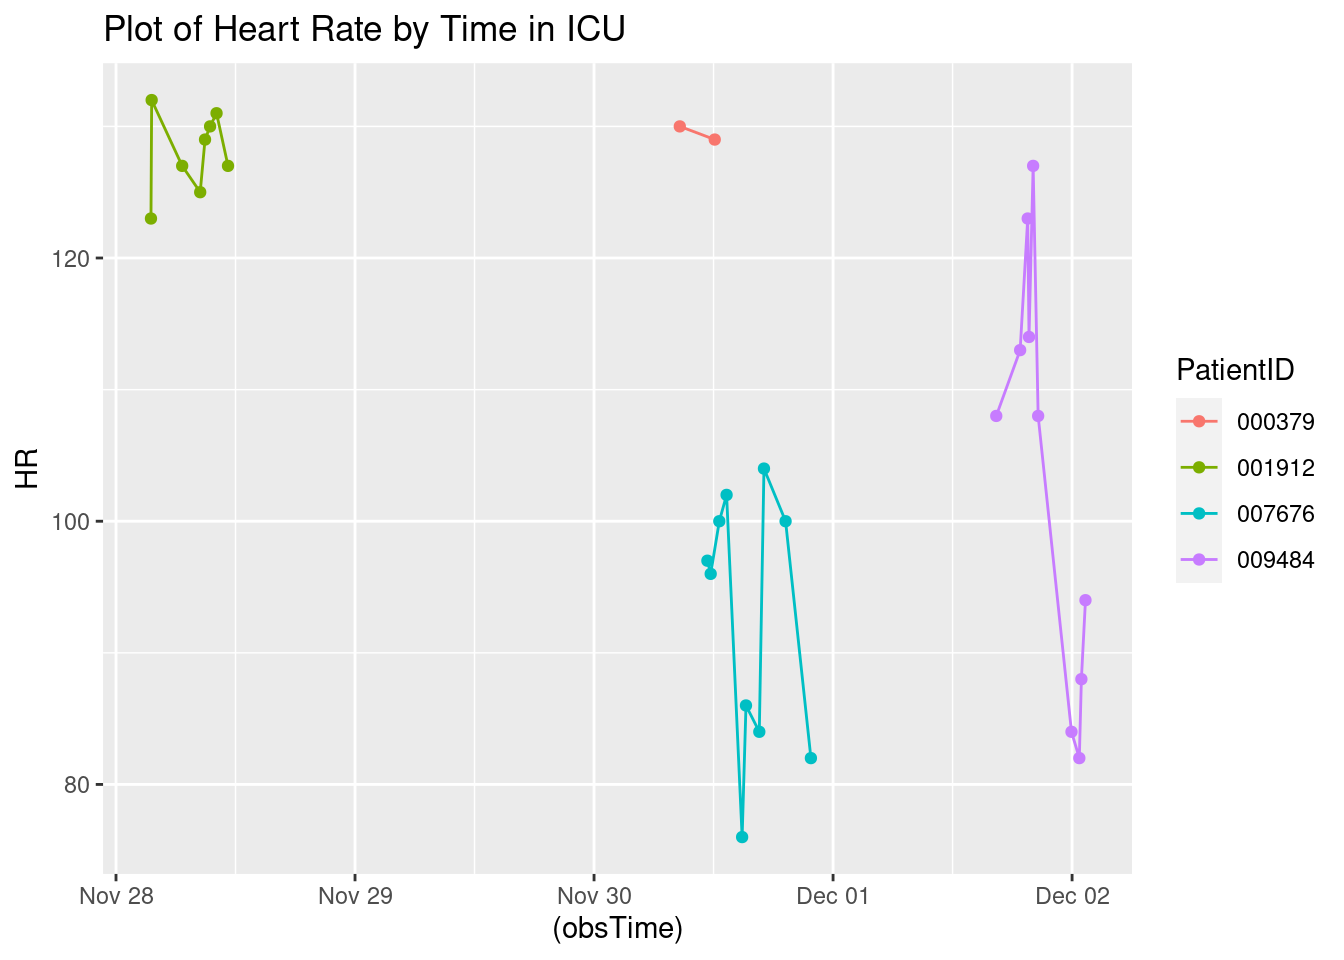 Plot of Heart Rate by Time in ICU
HR
120
100
80
Nov 28
Nov 29
Nov 30
Dec 01
Dec 02
(obsTime)
PatientID
000379
001912
007676
009484